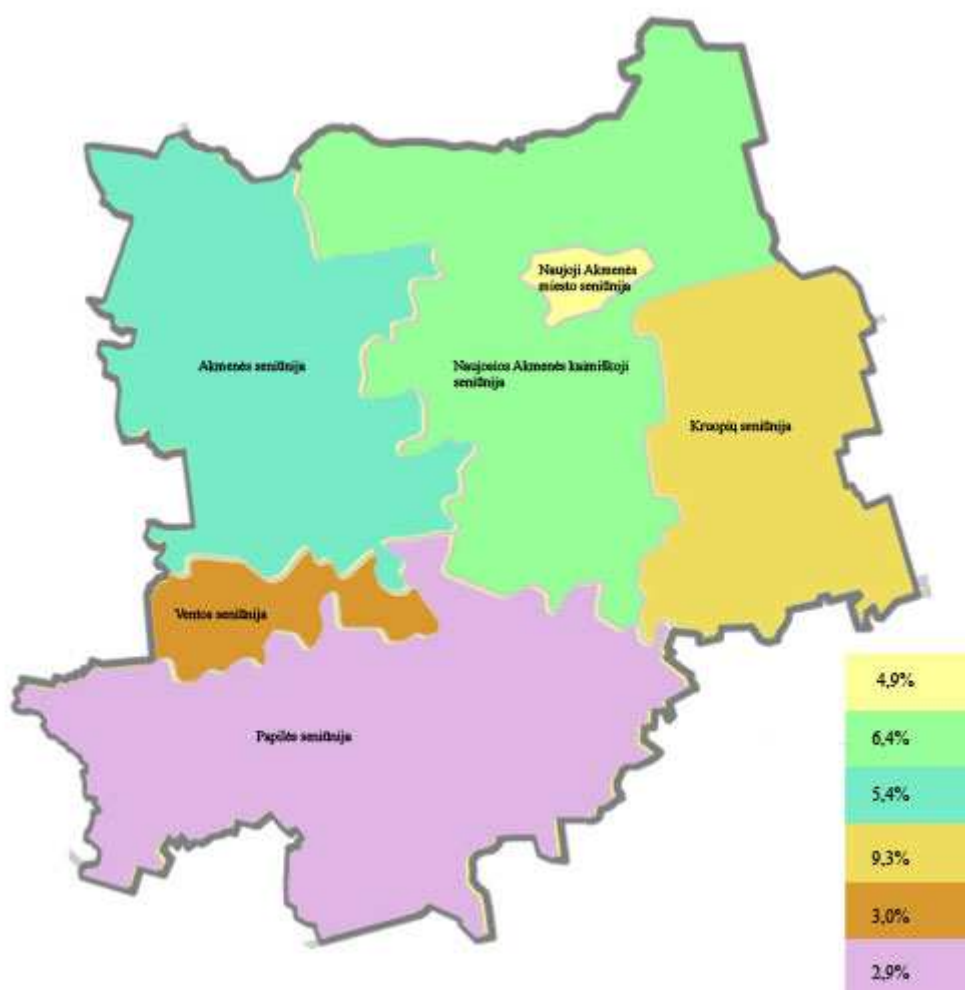 Naujoji Akmenės
miesto seniūnija
Akmenės seniūnija
Naujosios Akmenės kaimiškoji
seniūnija
Kruopių seniūnija
Ventos seniūnija
Papilės seniūnija
4,9%
6,4%
5,4%
9,3%
3,0%
2,9%